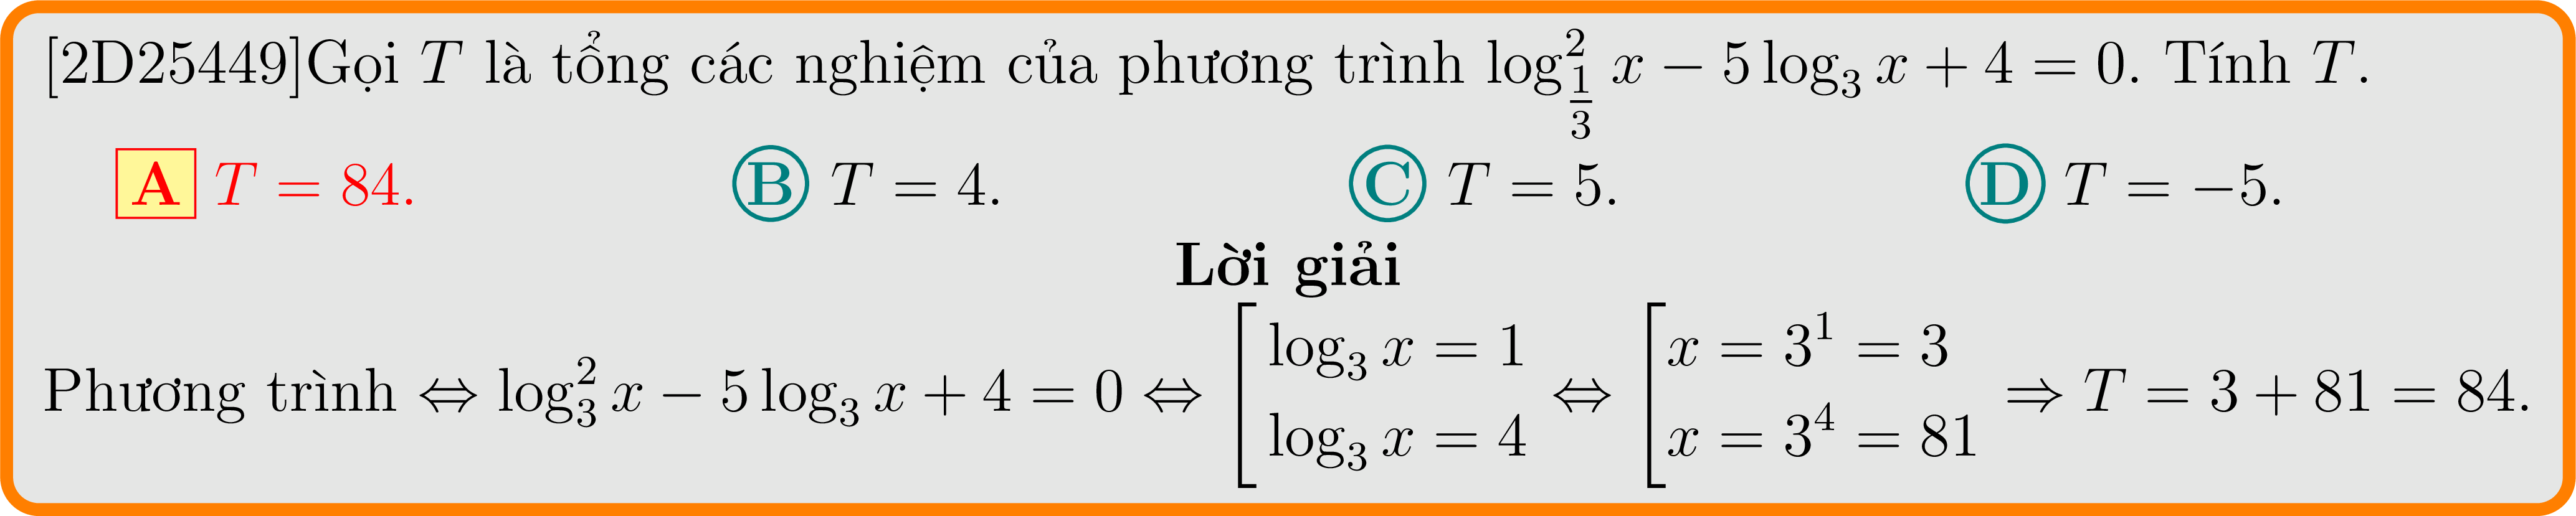 [2D25449]Gọi T là tổng các nghiệm của phương trình $\log_{\frac{1}{3}}^{2} x - 5\log_3 x + 4 = 0$. Tính T.
A T = 84. B T = 4. C T = 5. D T = −5.
Lời giải
Phương trình $\Leftrightarrow \log_3^2 x - 5\log_3 x + 4 = 0 \Leftrightarrow \left[\begin{array}{l} \log_3 x = 1 \\ \log_3 x = 4 \end{array}\right. \Leftrightarrow \left[\begin{array}{l} x = 3^1 = 3 \\ x = 3^4 = 81 \end{array}\right. \Rightarrow T = 3 + 81 = 84.$